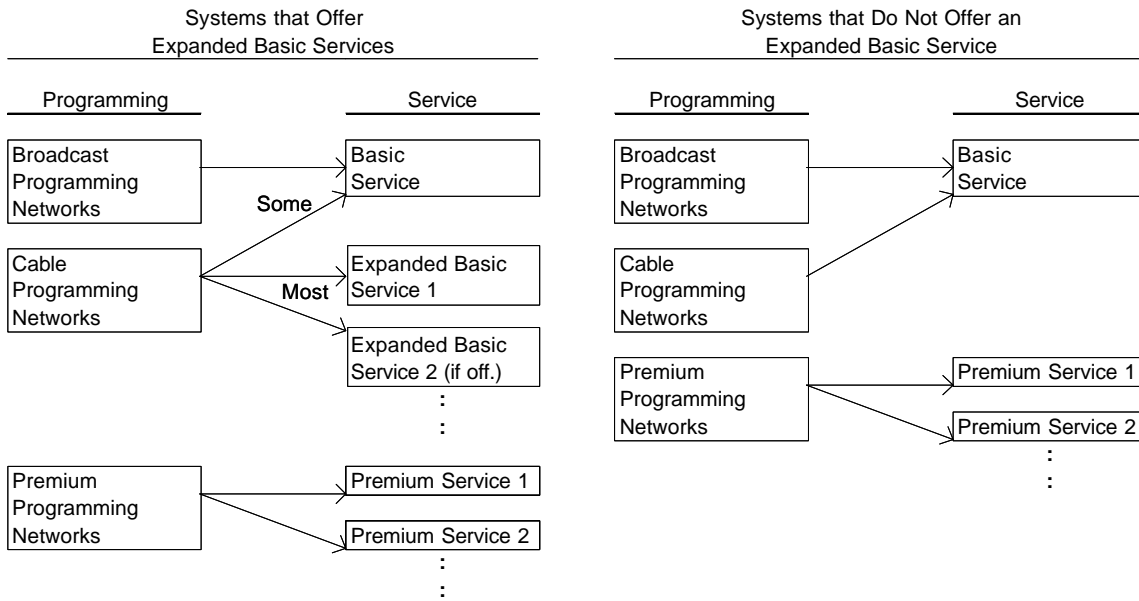 Systems that Offer
Expanded Basic Services
Programming
Service
Broadcast
Programming
Networks
Basic
Service
Some
Cable
Programming
Networks
Expanded Basic
Service 1
Most
Expanded Basic
Service 2 (if off.)
:
:
Premium
Programming
Networks
Premium Service 1
Premium Service 2
:
:
Systems that Do Not Offer an
Expanded Basic Service
Programming
Service
Broadcast
Programming
Networks
Basic
Service
Cable
Programming
Networks
Premium
Programming
Networks
Premium Service 1
Premium Service 2
:
: